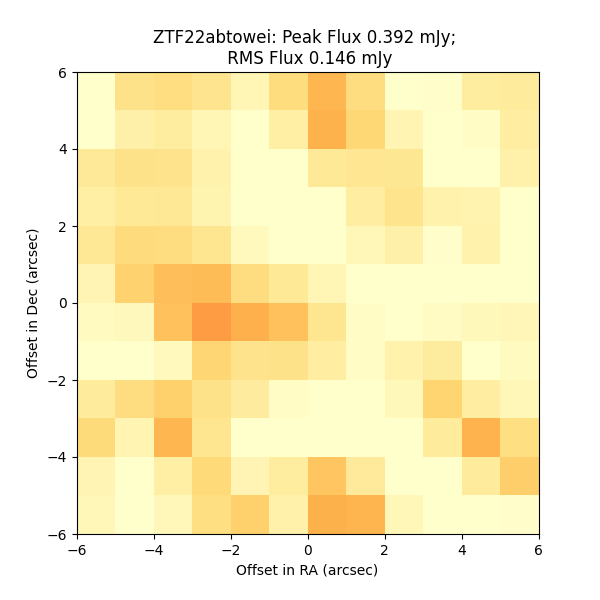 ZTF22abtowei: Peak Flux 0.392 mJy;
RMS Flux 0.146 mJy
6
4
2
0
−2
−4
−6
Offset in Dec (arcsec)
−6 −4 −2 0 2 4 6
Offset in RA (arcsec)